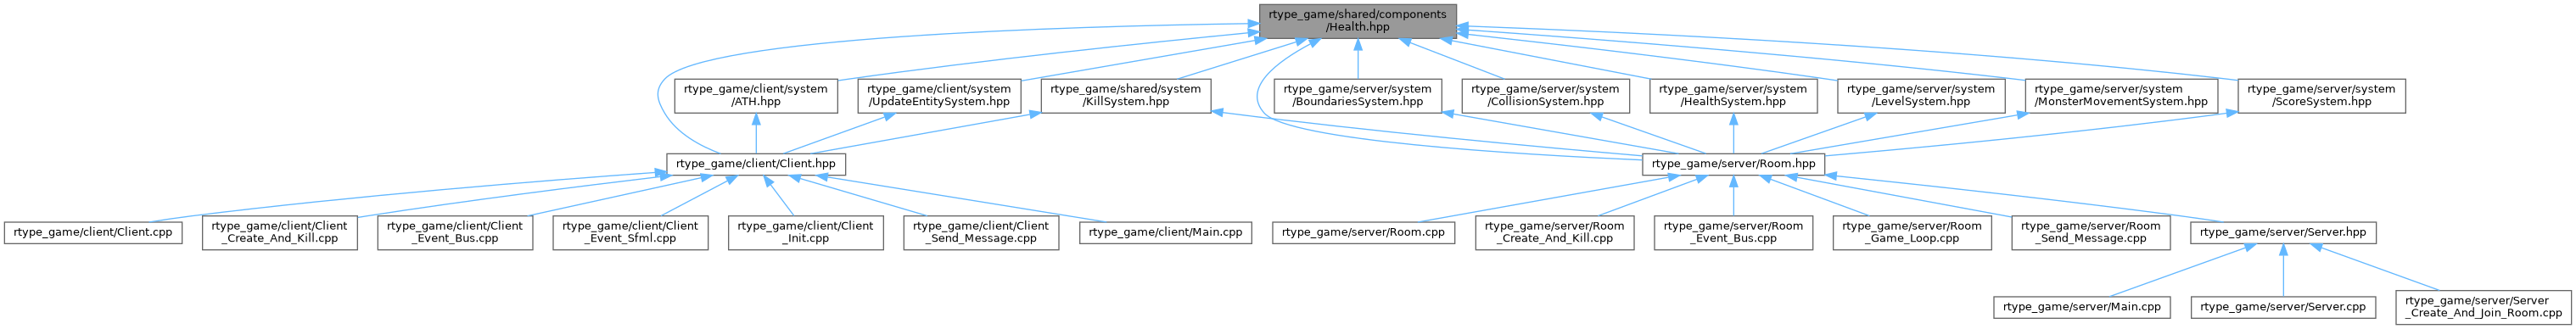 rtype_game/shared/components
/Health.hpp
rtype_game/client/system
/ATH.hpp
rtype_game/client/system
/UpdateEntitySystem.hpp
rtype_game/shared/system
/KillSystem.hpp
rtype_game/server/system
/BoundariesSystem.hpp
rtype_game/server/system
/CollisionSystem.hpp
rtype_game/server/system
/HealthSystem.hpp
rtype_game/server/system
/LevelSystem.hpp
rtype_game/server/system
/MonsterMovementSystem.hpp
rtype_game/server/system
/ScoreSystem.hpp
rtype_game/client/Client.hpp
rtype_game/server/Room.hpp
rtype_game/client/Client.cpp
rtype_game/client/Client
_Create_And_Kill.cpp
rtype_game/client/Client
_Event_Bus.cpp
rtype_game/client/Client
_Event_Sfml.cpp
rtype_game/client/Client
_Init.cpp
rtype_game/client/Client
_Send_Message.cpp
rtype_game/client/Main.cpp
rtype_game/server/Room.cpp
rtype_game/server/Room
_Create_And_Kill.cpp
rtype_game/server/Room
_Event_Bus.cpp
rtype_game/server/Room
_Game_Loop.cpp
rtype_game/server/Room
_Send_Message.cpp
rtype_game/server/Server.hpp
rtype_game/server/Main.cpp
rtype_game/server/Server.cpp
rtype_game/server/Server
_Create_And_Join_Room.cpp